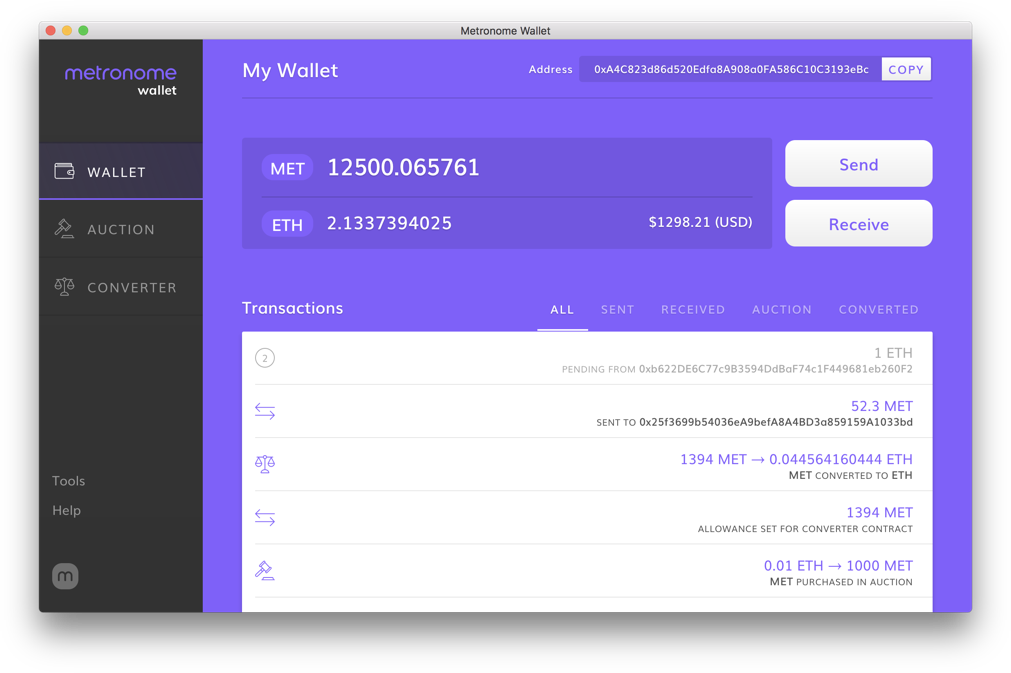 Metronome Wallet
metronome
wallet
WALLET
AUCTION
CONVERTER
Tools
Help
m
My Wallet
Address 0xA4C823d86d520Edfa8A908a0FA586C10C3193eBc COPY
MET 12500.065761
ETH 2.1337394025 $1298.21 (USD)
Send
Receive
Transactions
ALL SENT RECEIVED AUCTION CONVERTED
2
1 ETH
PENDING FROM 0xb622DE6C77c9B3594DdBaF74c1F449681eb260F2
52.3 MET
SENT TO 0x25f3699b54036eA9befA8A4BD3a859159A1033bd
1394 MET → 0.044564160444 ETH
MET CONVERTED TO ETH
1394 MET
ALLOWANCE SET FOR CONVERTER CONTRACT
0.01 ETH → 1000 MET
MET PURCHASED IN AUCTION